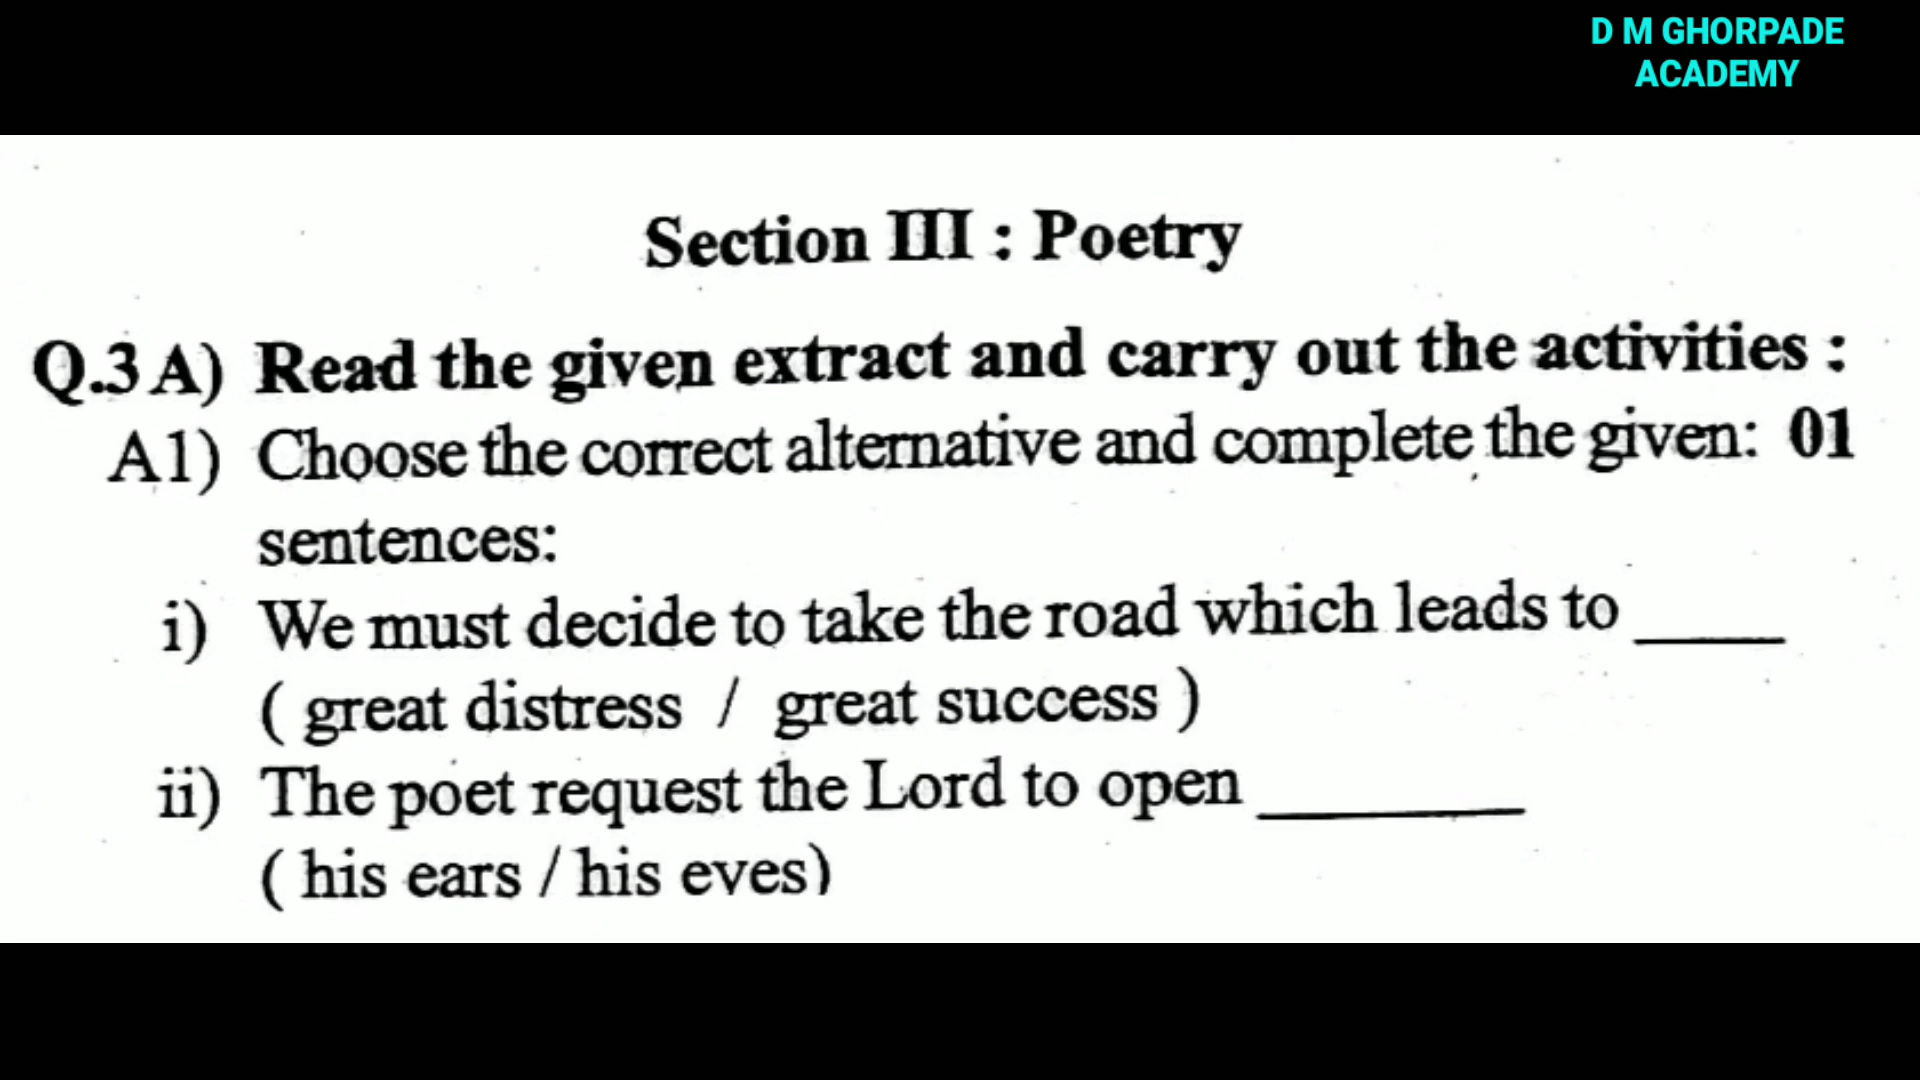 D M GHORPADE
ACADEMY
Section III : Poetry
Q.3 A) Read the given extract and carry out the activities :
A1) Choose the correct alternative and complete the given: 01
sentences:
i) We must decide to take the road which leads to _____
( great distress / great success )
ii) The poet request the Lord to open _________
( his ears / his eves)